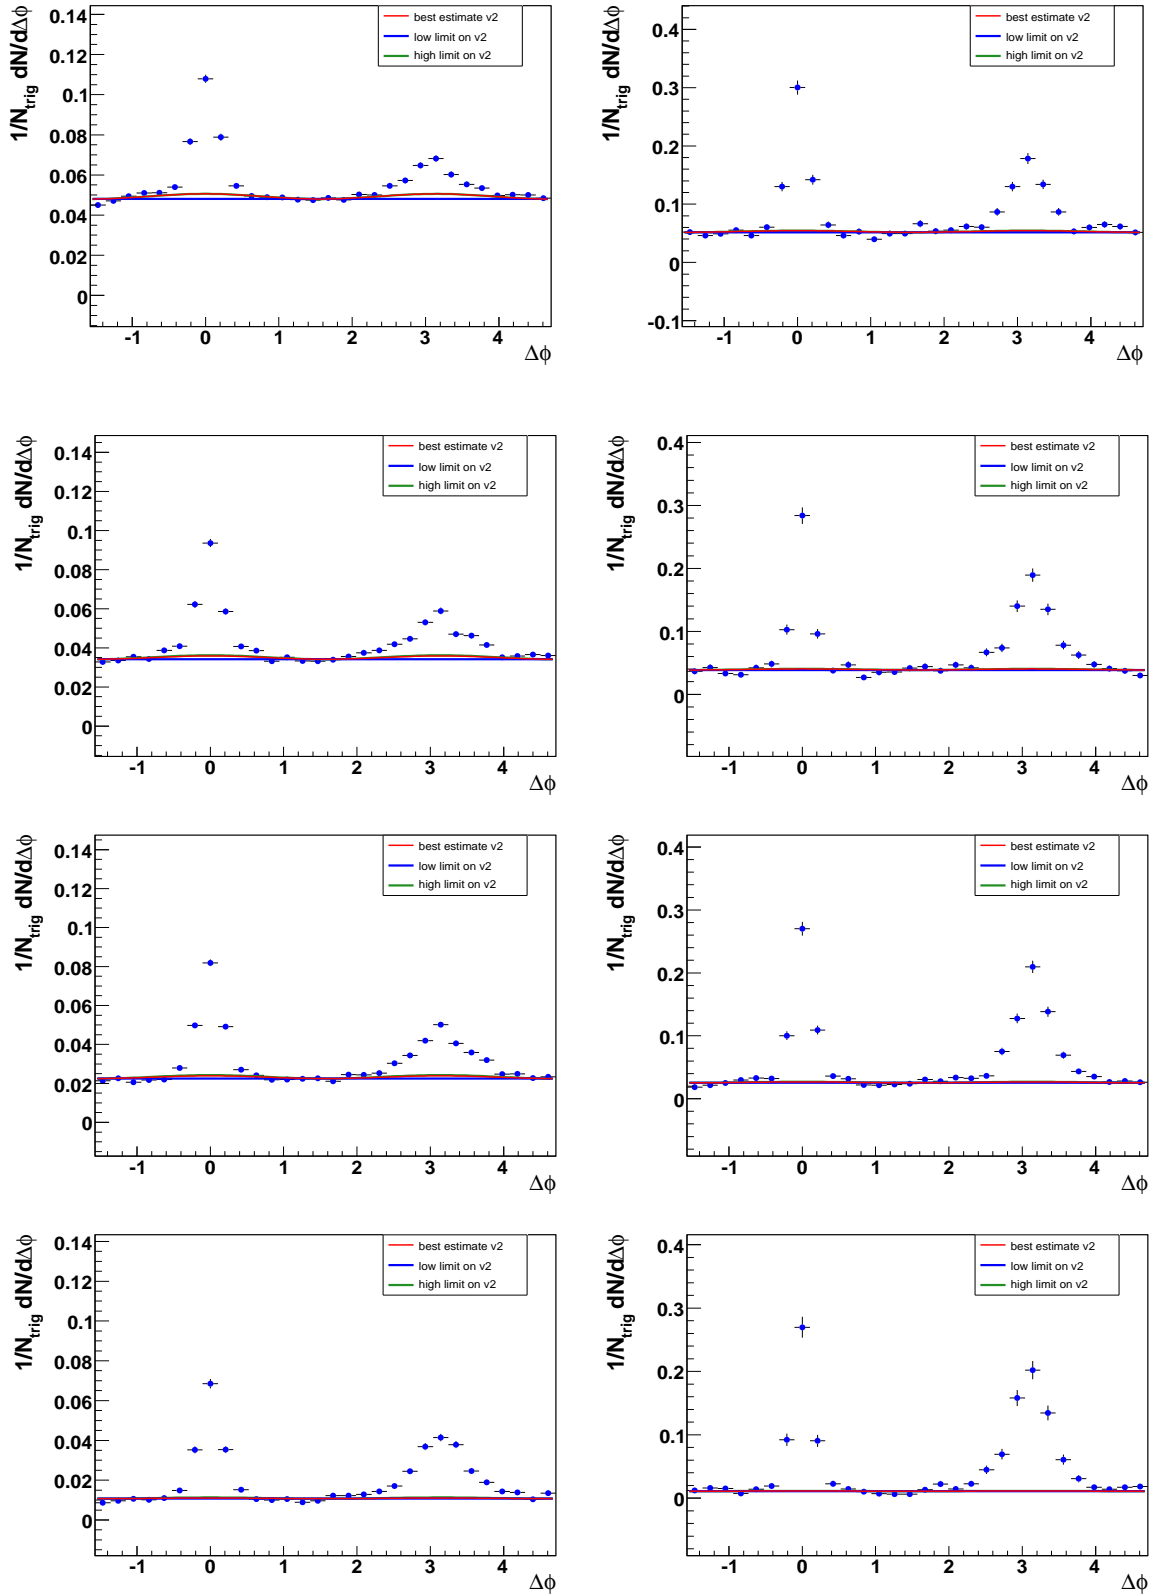 1/N_trig dN/dΔϕ
0.14
0.12
0.1
0.08
0.06
0.04
0.02
0
-1 0 1 2 3 4
Δϕ
best estimate v2
low limit on v2
high limit on v2
1/N_trig dN/dΔϕ
0.4
0.3
0.2
0.1
0
-0.1
-1 0 1 2 3 4
Δϕ
best estimate v2
low limit on v2
high limit on v2
1/N_trig dN/dΔϕ
0.14
0.12
0.1
0.08
0.06
0.04
0.02
0
-1 0 1 2 3 4
Δϕ
best estimate v2
low limit on v2
high limit on v2
1/N_trig dN/dΔϕ
0.4
0.3
0.2
0.1
0
-1 0 1 2 3 4
Δϕ
best estimate v2
low limit on v2
high limit on v2
1/N_trig dN/dΔϕ
0.14
0.12
0.1
0.08
0.06
0.04
0.02
0
-1 0 1 2 3 4
Δϕ
best estimate v2
low limit on v2
high limit on v2
1/N_trig dN/dΔϕ
0.4
0.3
0.2
0.1
0
-1 0 1 2 3 4
Δϕ
best estimate v2
low limit on v2
high limit on v2
1/N_trig dN/dΔϕ
0.14
0.12
0.1
0.08
0.06
0.04
0.02
0
-1 0 1 2 3 4
Δϕ
best estimate v2
low limit on v2
high limit on v2
1/N_trig dN/dΔϕ
0.4
0.3
0.2
0.1
0
-1 0 1 2 3 4
Δϕ
best estimate v2
low limit on v2
high limit on v2